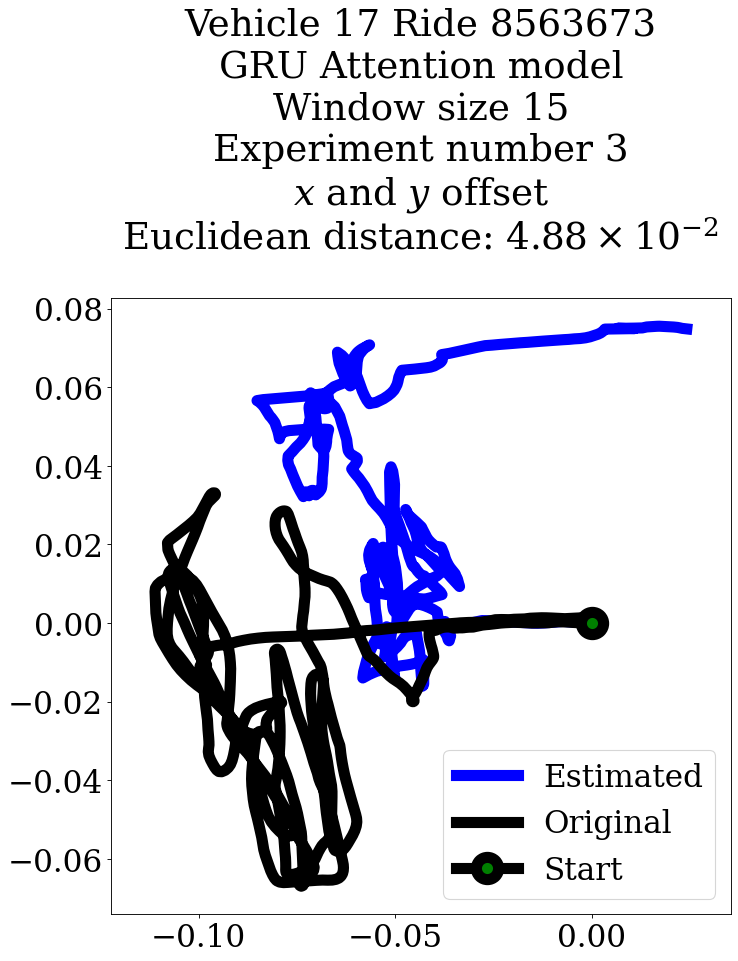 Vehicle 17 Ride 8563673
GRU Attention model
Window size 15
Experiment number 3
x and y offset
Euclidean distance: 4.88 × 10⁻²
0.08
0.06
0.04
0.02
0.00
−0.02
−0.04
−0.06
−0.10
−0.05
0.00
Estimated
Original
Start